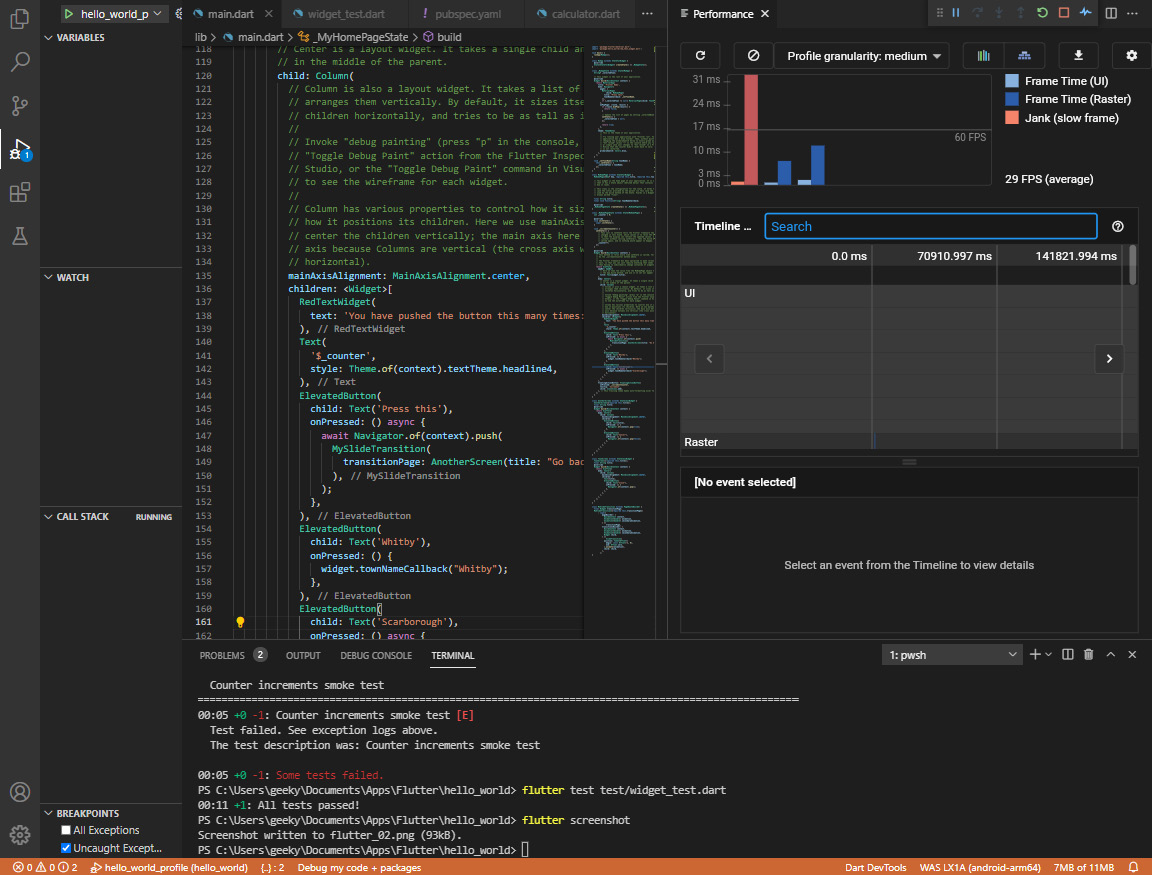 hello_world_p
main.dart
widget_test.dart
pubspec.yaml
calculator.dart
Performance
VARIABLES
lib > main.dart > _MyHomePageState > build
118 // Center is a layout widget. It takes a single child an
119 // in the middle of the parent.
120 child: Column(
121 // Column is also a layout widget. It takes a list of
122 // arranges them vertically. By default, it sizes itse
123 // children horizontally, and tries to be as tall as i
124 //
125 // Invoke "debug painting" (press "p" in the console,
126 // "Toggle Debug Paint" action from the Flutter Inspec
127 // Studio, or the "Toggle Debug Paint" command in Visu
128 // to see the wireframe for each widget.
129 //
130 // Column has various properties to control how it siz
131 // how it positions its children. Here we use mainAxis
132 // center the children vertically; the main axis here
133 // axis because Columns are vertical (the cross axis w
134 // horizontal).
135 mainAxisAlignment: MainAxisAlignment.center,
136 children: <Widget>[
137 RedTextWidget(
138 text: 'You have pushed the button this many times:
139 ), // RedTextWidget
140 Text(
141 '$_counter',
142 style: Theme.of(context).textTheme.headline4,
143 ), // Text
144 ElevatedButton(
145 child: Text('Press this'),
146 onPressed: () async {
147 await Navigator.of(context).push(
148 MySlideTransition(
149 transitionPage: AnotherScreen(title: "Go bac
150 ), // MySlideTransition
151 );
152 },
153 ), // ElevatedButton
154 ElevatedButton(
155 child: Text('Whitby'),
156 onPressed: () {
157 widget.townNameCallback("Whitby");
158 },
159 ), // ElevatedButton
160 ElevatedButton(
161 child: Text('Scarborough'),
162 onPressed: () async {
WATCH
CALL STACK RUNNING
BREAKPOINTS
All Exceptions
Uncaught Except...
1
Profile granularity: medium
31 ms
24 ms
17 ms
10 ms
3 ms
0 ms
60 FPS
Frame Time (UI)
Frame Time (Raster)
Jank (slow frame)
29 FPS (average)
Timeline ...
Search
0.0 ms 70910.997 ms 141821.994 ms
UI
Raster
[No event selected]
Select an event from the Timeline to view details
PROBLEMS 2 OUTPUT DEBUG CONSOLE TERMINAL
1: pwsh
Counter increments smoke test
════════════════════════════════════════════════════════════════════════════════
00:05 +0 -1: Counter increments smoke test [E]
Test failed. See exception logs above.
The test description was: Counter increments smoke test
00:05 +0 -1: Some tests failed.
PS C:\Users\geeky\Documents\Apps\Flutter\hello_world> flutter test test/widget_test.dart
00:11 +1: All tests passed!
PS C:\Users\geeky\Documents\Apps\Flutter\hello_world> flutter screenshot
Screenshot written to flutter_02.png (93kB).
PS C:\Users\geeky\Documents\Apps\Flutter\hello_world>
0 0 2 hello_world_profile (hello_world) {..} : 2 Debug my code + packages Dart DevTools WAS LX1A (android-arm64) 7MB of 11MB